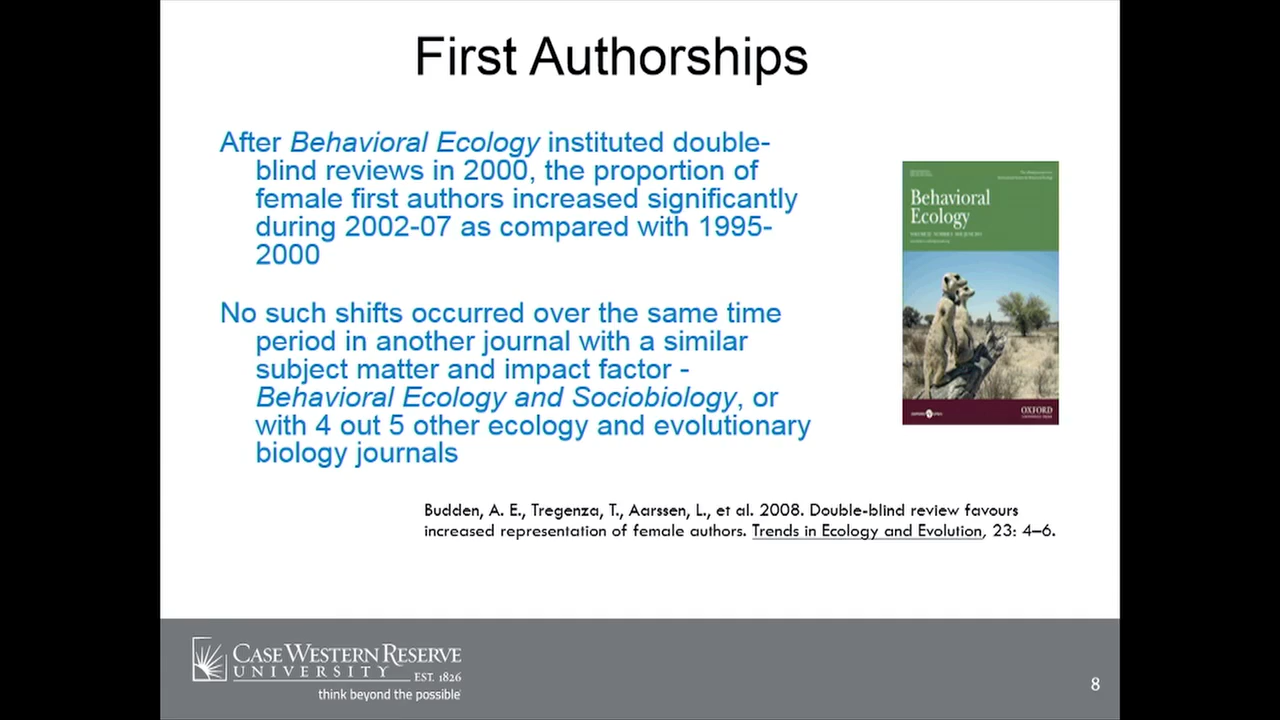 First Authorships
After Behavioral Ecology instituted double-
blind reviews in 2000, the proportion of
female first authors increased significantly
during 2002-07 as compared with 1995-
2000
No such shifts occurred over the same time
period in another journal with a similar
subject matter and impact factor -
Behavioral Ecology and Sociobiology, or
with 4 out 5 other ecology and evolutionary
biology journals
Behavioral
Ecology
OXFORD
Budden, A. E., Tregenza, T., Aarssen, L., et al. 2008. Double-blind review favours
increased representation of female authors. Trends in Ecology and Evolution, 23: 4–6.
CASE WESTERN RESERVE
UNIVERSITY EST. 1826
think beyond the possible
8